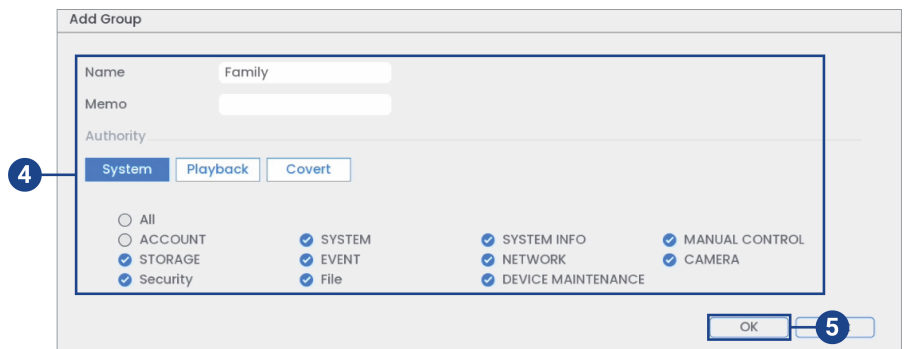 Add Group
Name Family
Memo
Authority
4
System Playback Covert
All
ACCOUNT SYSTEM SYSTEM INFO MANUAL CONTROL
STORAGE EVENT NETWORK CAMERA
Security File DEVICE MAINTENANCE
OK 5